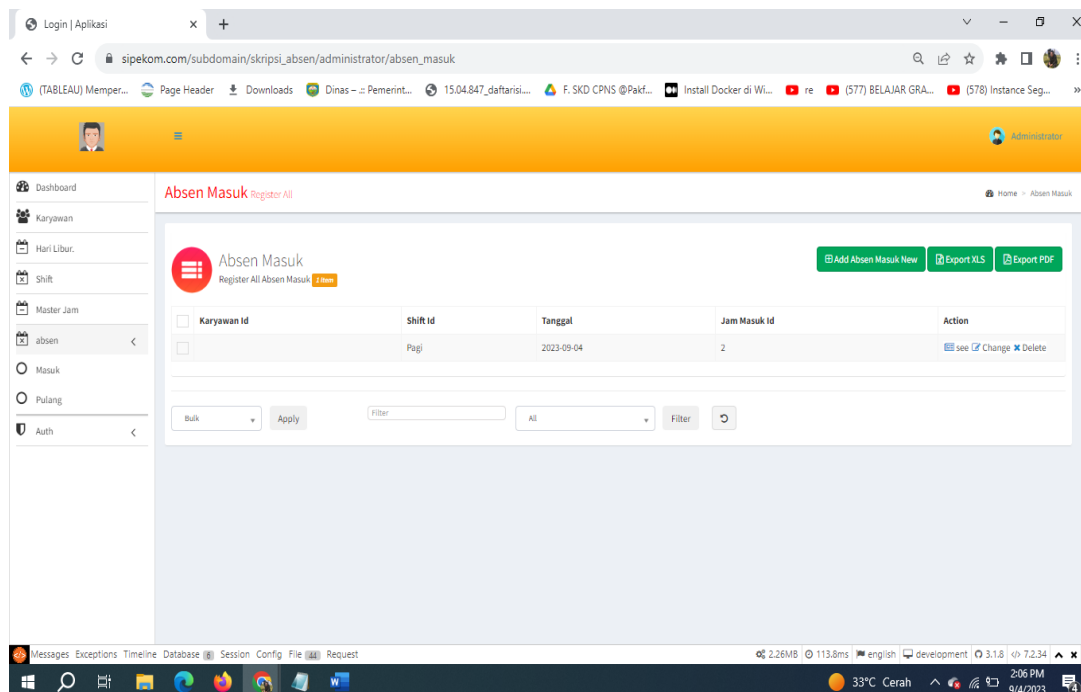 Login | Aplikasi
sipekom.com/subdomain/skripsi_absen/administrator/absen_masuk
(TABLEAU) Memper... Page Header Downloads Dinas – .:: Pemerint... 15.04.847_daftarisi.... F. SKD CPNS @Pakf... Install Docker di Wi... re (577) BELAJAR GRA... (578) Instance Seg... »
Administrator
Dashboard
Karyawan
Hari Libur.
Shift
Master Jam
absen
Masuk
Pulang
Auth
Absen Masuk Register All
Home > Absen Masuk
Absen Masuk
Register All Absen Masuk
Add Absen Masuk New Export XLS Export PDF
Karyawan Id Shift Id Tanggal Jam Masuk Id Action
Pagi 2023-09-04 2 see Change Delete
Bulk Apply Filter All Filter
Messages Exceptions Timeline Database 6 Session Config File 144 Request 2.26MB 113.8ms english development 3.1.8 7.2.34
33°C Cerah 2:06 PM
9/4/2023